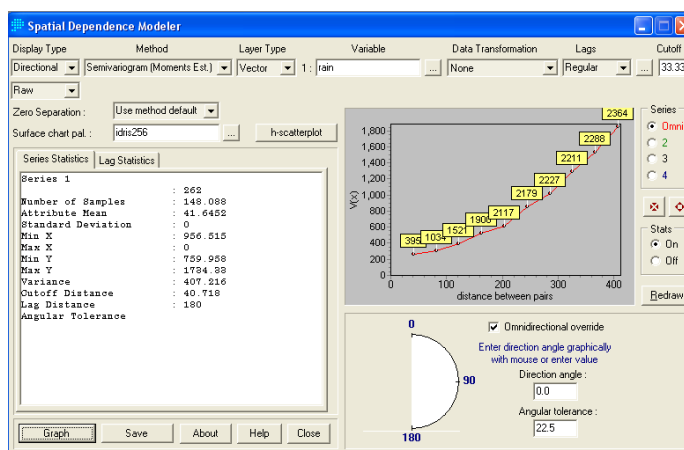 Spatial Dependence Modeler
Display Type Method Layer Type Variable Data Transformation Lags Cutoff
Directional Semivariogram (Moments Est.) Vector 1 : rain ... None Regular ... 33.33
Raw
Zero Separation : Use method default
Surface chart pal. : idris256 ... h-scatterplot
Series Statistics Lag Statistics
Series 1
: 262
Number of Samples : 148.088
Attribute Mean : 41.6452
Standard Deviation : 0
Min X : 956.515
Max X : 0
Min Y : 759.958
Max Y : 1734.33
Variance : 407.216
Cutoff Distance : 40.718
Lag Distance : 180
Angular Tolerance
Graph Save About Help Close
V(x)
1,800
1,600
1,400
1,200
1,000
800
600
400
200
0
395 1034 1521 1908 2117 2179 2227 2211 2288 2364
0 100 200 300 400
distance between pairs
Series
Omni
2
3
4
Stats
On
Off
Redraw
0
90
180
Omnidirectional override
Enter direction angle graphically
with mouse or enter value
Direction angle :
0.0
Angular tolerance :
22.5